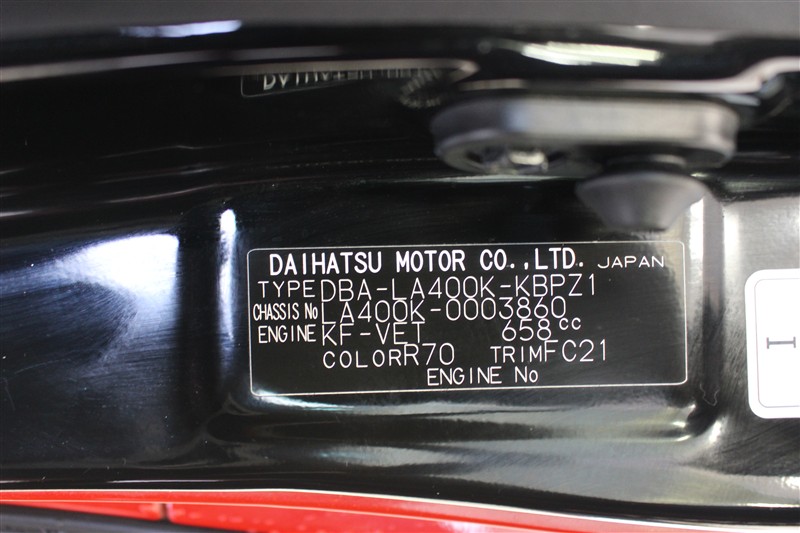 DAIHATSU MOTOR CO.,LTD. JAPAN
TYPE DBA-LA400K-KBPZ1
CHASSIS No LA400K-0003860
ENGINE KF-VET 658cc
COLOR R70 TRIM FC21
ENGINE No